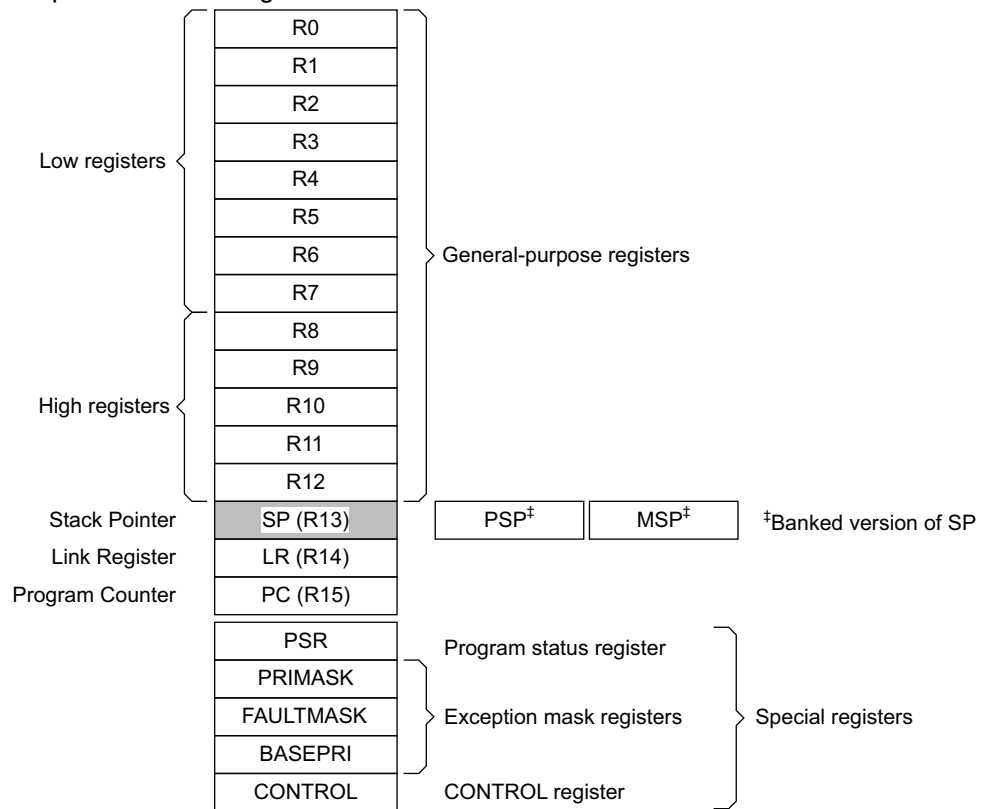 R0
R1
R2
R3
Low registers
R4
R5
R6
General-purpose registers
R7
R8
R9
High registers
R10
R11
R12
Stack Pointer SP (R13) PSP‡ MSP‡ ‡Banked version of SP
Link Register LR (R14)
Program Counter PC (R15)
PSR Program status register
PRIMASK
FAULTMASK Exception mask registers Special registers
BASEPRI
CONTROL CONTROL register